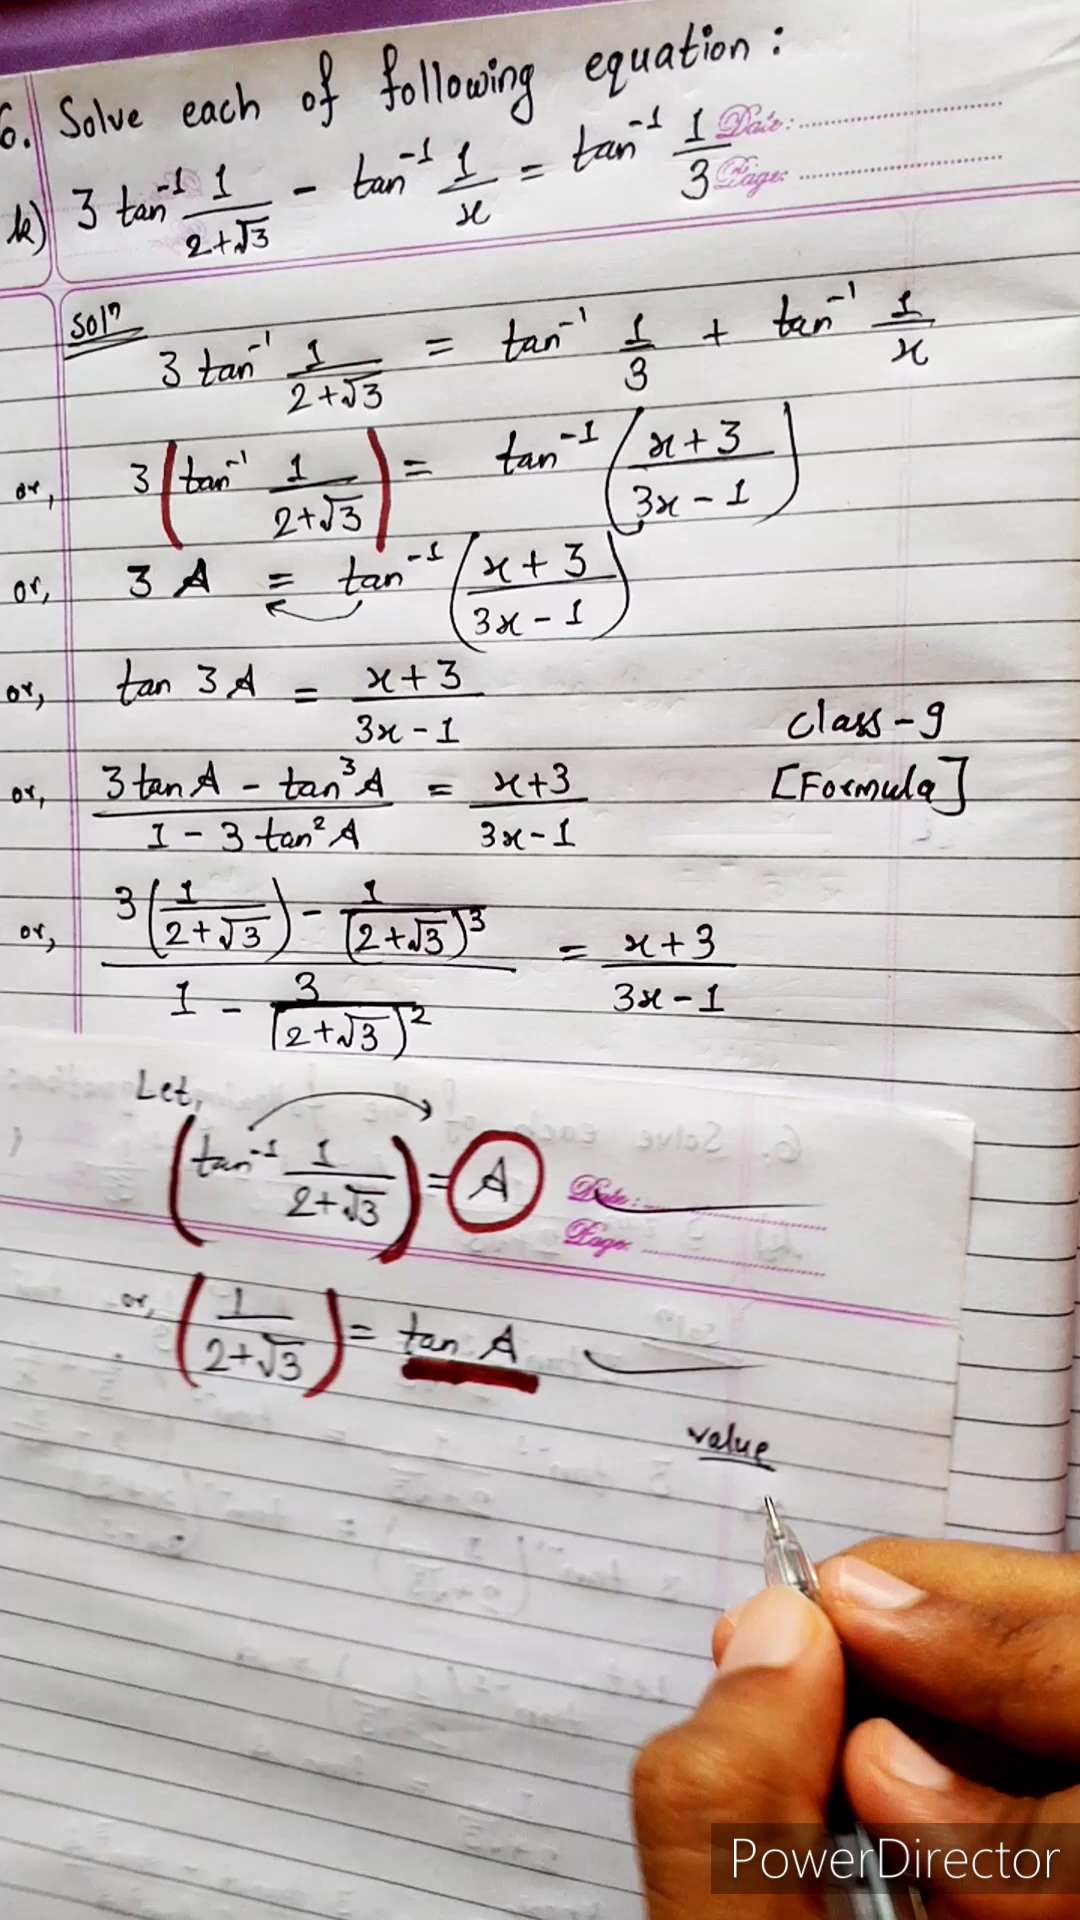 6. Solve each of following equation :
Date: ........
Page: ........
k) 3 tan⁻¹ 1/(2+√3) - tan⁻¹ 1/x = tan⁻¹ 1/3
Solⁿ
3 tan⁻¹ 1/(2+√3) = tan⁻¹ 1/3 + tan⁻¹ 1/x
or, 3 (tan⁻¹ 1/(2+√3)) = tan⁻¹ ((x+3)/(3x-1))
or, 3 A = tan⁻¹ ((x+3)/(3x-1))
or, tan 3A = (x+3)/(3x-1)
class-9
or, (3 tan A - tan³ A)/(1 - 3 tan² A) = (x+3)/(3x-1)
[Formula]
or, (3(1/(2+√3)) - 1/(2+√3)³)/(1 - 3/(2+√3)²) = (x+3)/(3x-1)
Let,
(tan⁻¹ 1/(2+√3)) = A
Date: ........
Page: ........
or, (1/(2+√3)) = tan A
value
PowerDirector